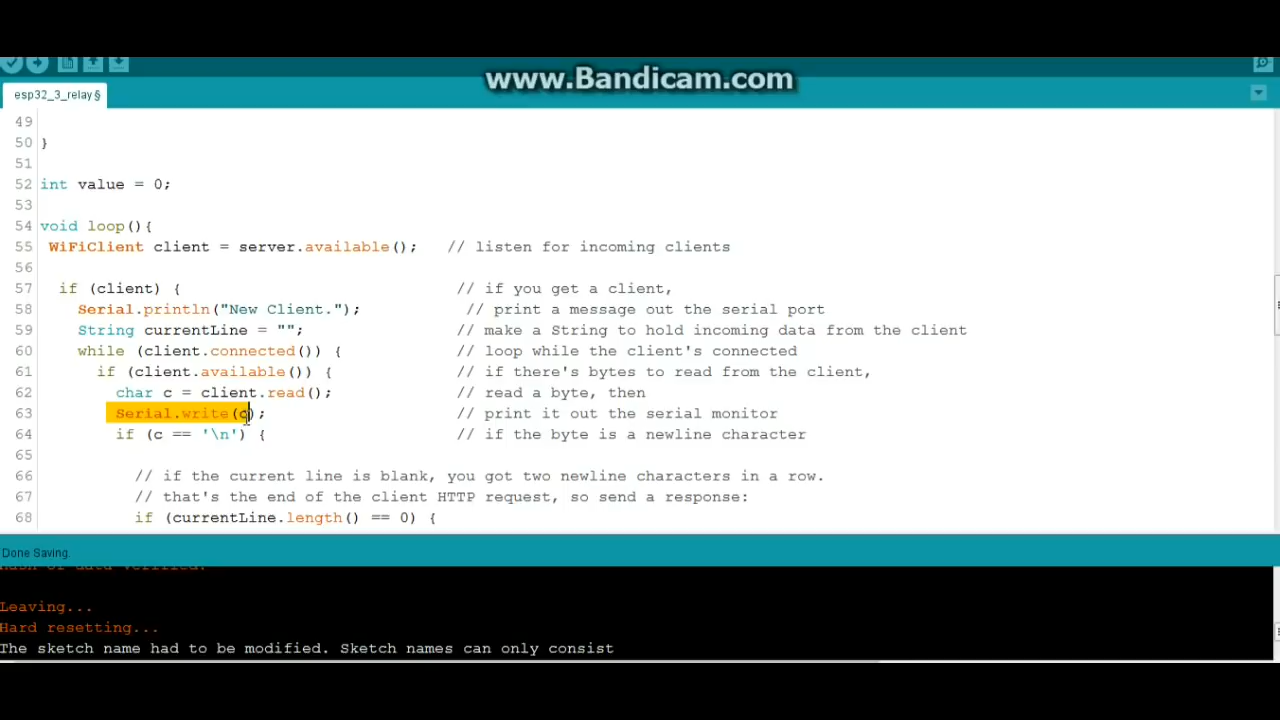 www.Bandicam.com
esp32_3_relay§
49
50 }
51
52 int value = 0;
53
54 void loop(){
55 WiFiClient client = server.available(); // listen for incoming clients
56
57 if (client) { // if you get a client,
58 Serial.println("New Client."); // print a message out the serial port
59 String currentLine = ""; // make a String to hold incoming data from the client
60 while (client.connected()) { // loop while the client's connected
61 if (client.available()) { // if there's bytes to read from the client,
62 char c = client.read(); // read a byte, then
63 Serial.write(c); // print it out the serial monitor
64 if (c == '\n') { // if the byte is a newline character
65
66 // if the current line is blank, you got two newline characters in a row.
67 // that's the end of the client HTTP request, so send a response:
68 if (currentLine.length() == 0) {
Done Saving.
Hash of data verified.
Leaving...
Hard resetting...
The sketch name had to be modified. Sketch names can only consist